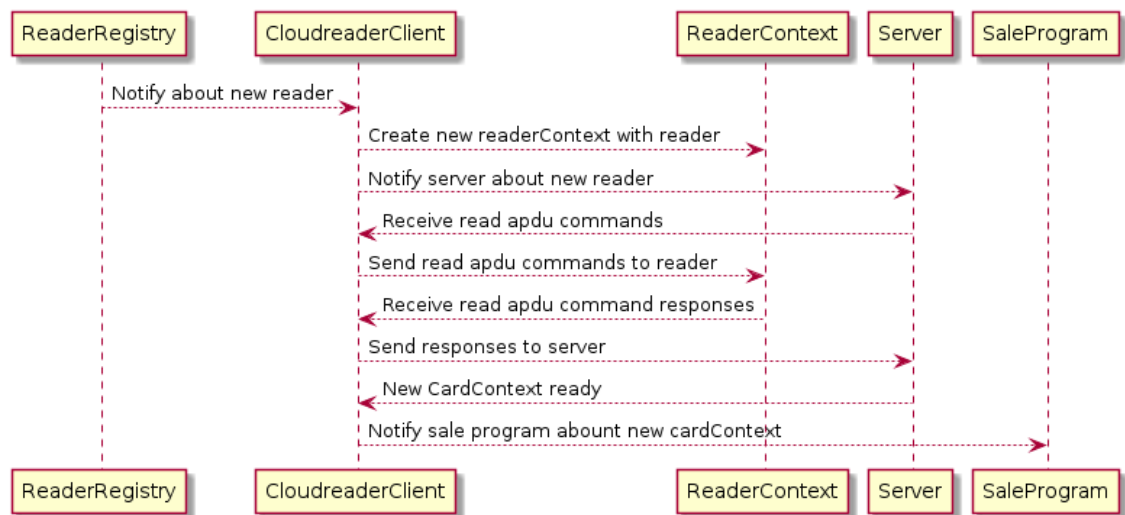 ReaderRegistry
CloudreaderClient
ReaderContext
Server
SaleProgram
Notify about new reader
Create new readerContext with reader
Notify server about new reader
Receive read apdu commands
Send read apdu commands to reader
Receive read apdu command responses
Send responses to server
New CardContext ready
Notify sale program abount new cardContext
ReaderRegistry
CloudreaderClient
ReaderContext
Server
SaleProgram